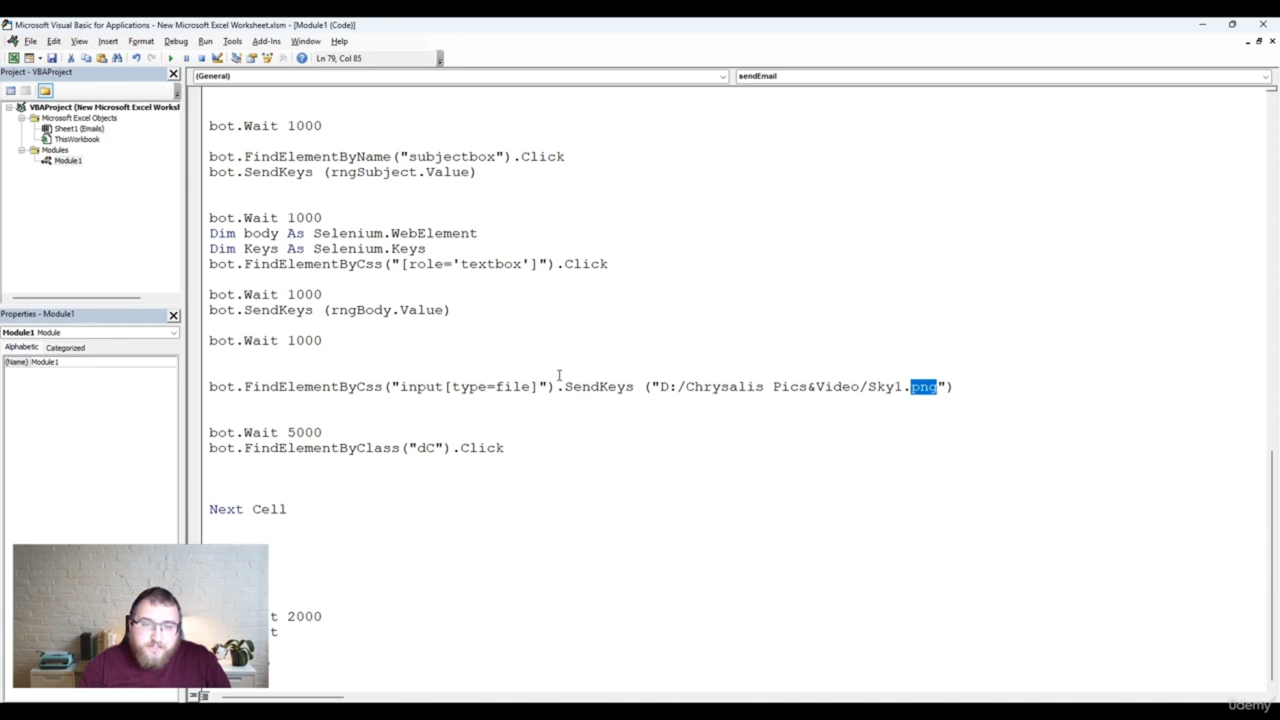 Microsoft Visual Basic for Applications - New Microsoft Excel Worksheet.xlsm - [Module1 (Code)]
File Edit View Insert Format Debug Run Tools Add-Ins Window Help
Ln 79, Col 85
Project - VBAProject
(General)
sendEmail
VBAProject (New Microsoft Excel Worksh
Microsoft Excel Objects
Sheet1 (Emails)
ThisWorkbook
Modules
Module1
bot.Wait 1000
bot.FindElementByName("subjectbox").Click
bot.SendKeys (rngSubject.Value)
bot.Wait 1000
Dim body As Selenium.WebElement
Dim Keys As Selenium.Keys
bot.FindElementByCss("[role='textbox']").Click
bot.Wait 1000
bot.SendKeys (rngBody.Value)
bot.Wait 1000
bot.FindElementByCss("input[type=file]").SendKeys ("D:/Chrysalis Pics&Video/Sky1.png")
bot.Wait 5000
bot.FindElementByClass("dC").Click
Next Cell
t 2000
t
Properties - Module1
Module1 Module
Alphabetic Categorized
(Name) Module1
ûdemy